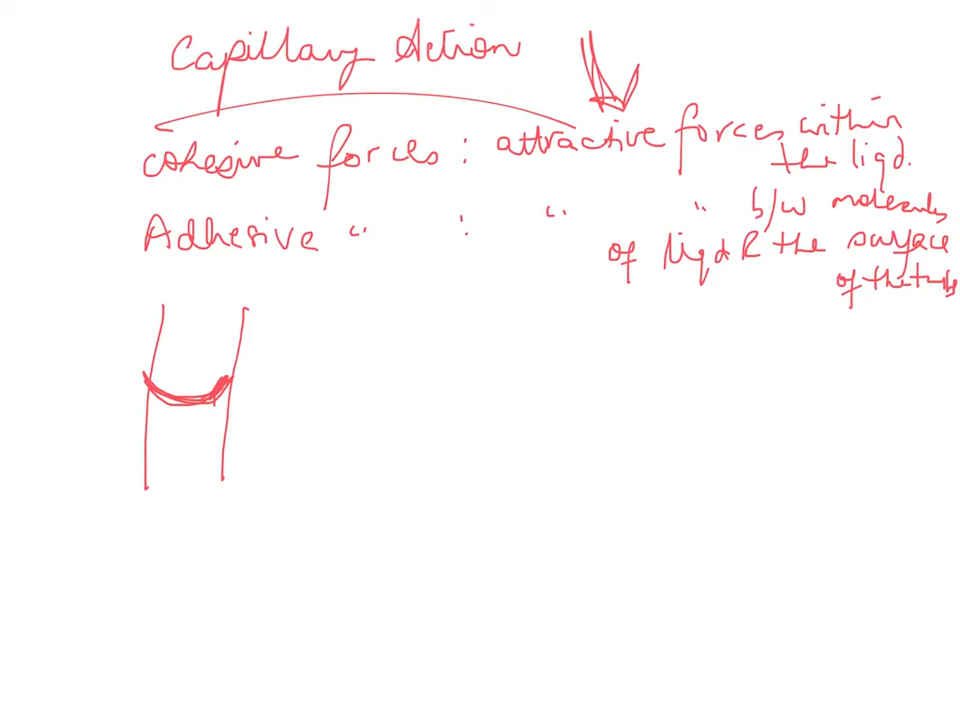 Capillary Action
Cohesive forces : attractive forces within
the liqd.
Adhesive " : " " b/w molecules
of liqd & the surface
of the tube